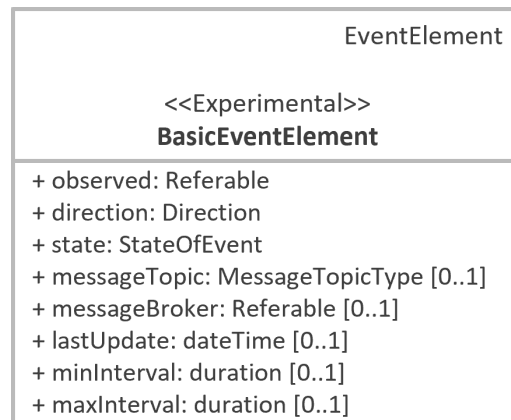 EventElement
<<Experimental>>
BasicEventElement
+ observed: Referable
+ direction: Direction
+ state: StateOfEvent
+ messageTopic: MessageTopicType [0..1]
+ messageBroker: Referable [0..1]
+ lastUpdate: dateTime [0..1]
+ minInterval: duration [0..1]
+ maxInterval: duration [0..1]